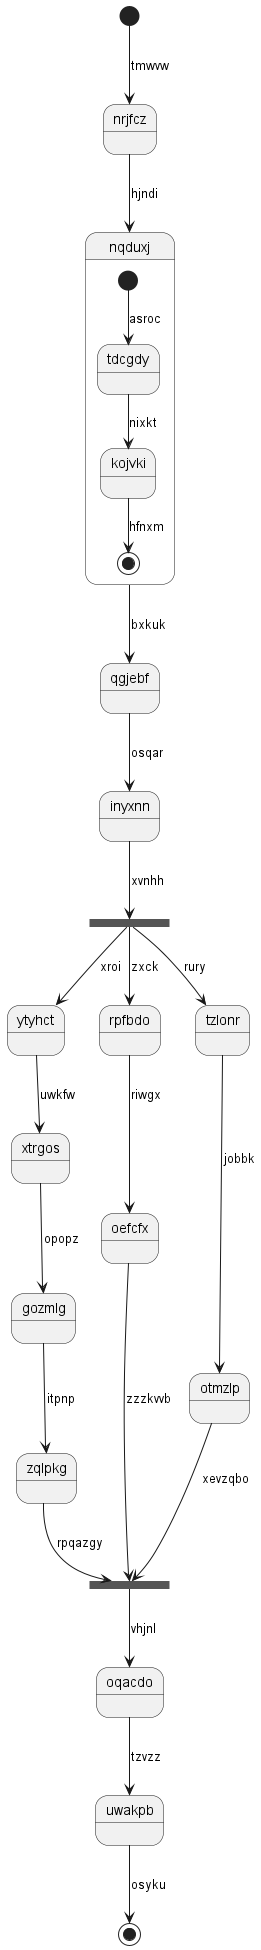 tmwvw
nrjfcz
hjndi
nqduxj
asroc
tdcgdy
nixkt
kojvki
hfnxm
bxkuk
qgjebf
osqar
inyxnn
xvnhh
xroi zxck rury
ytyhct rpfbdo tzlonr
uwkfw riwgx
xtrgos
jobbk
oefcfx
opopz
gozmlg
otmzlp
itpnp zzzkvvb
zqlpkg xevzqbo
rpqazgy
vhjnl
oqacdo
tzvzz
uwakpb
osyku